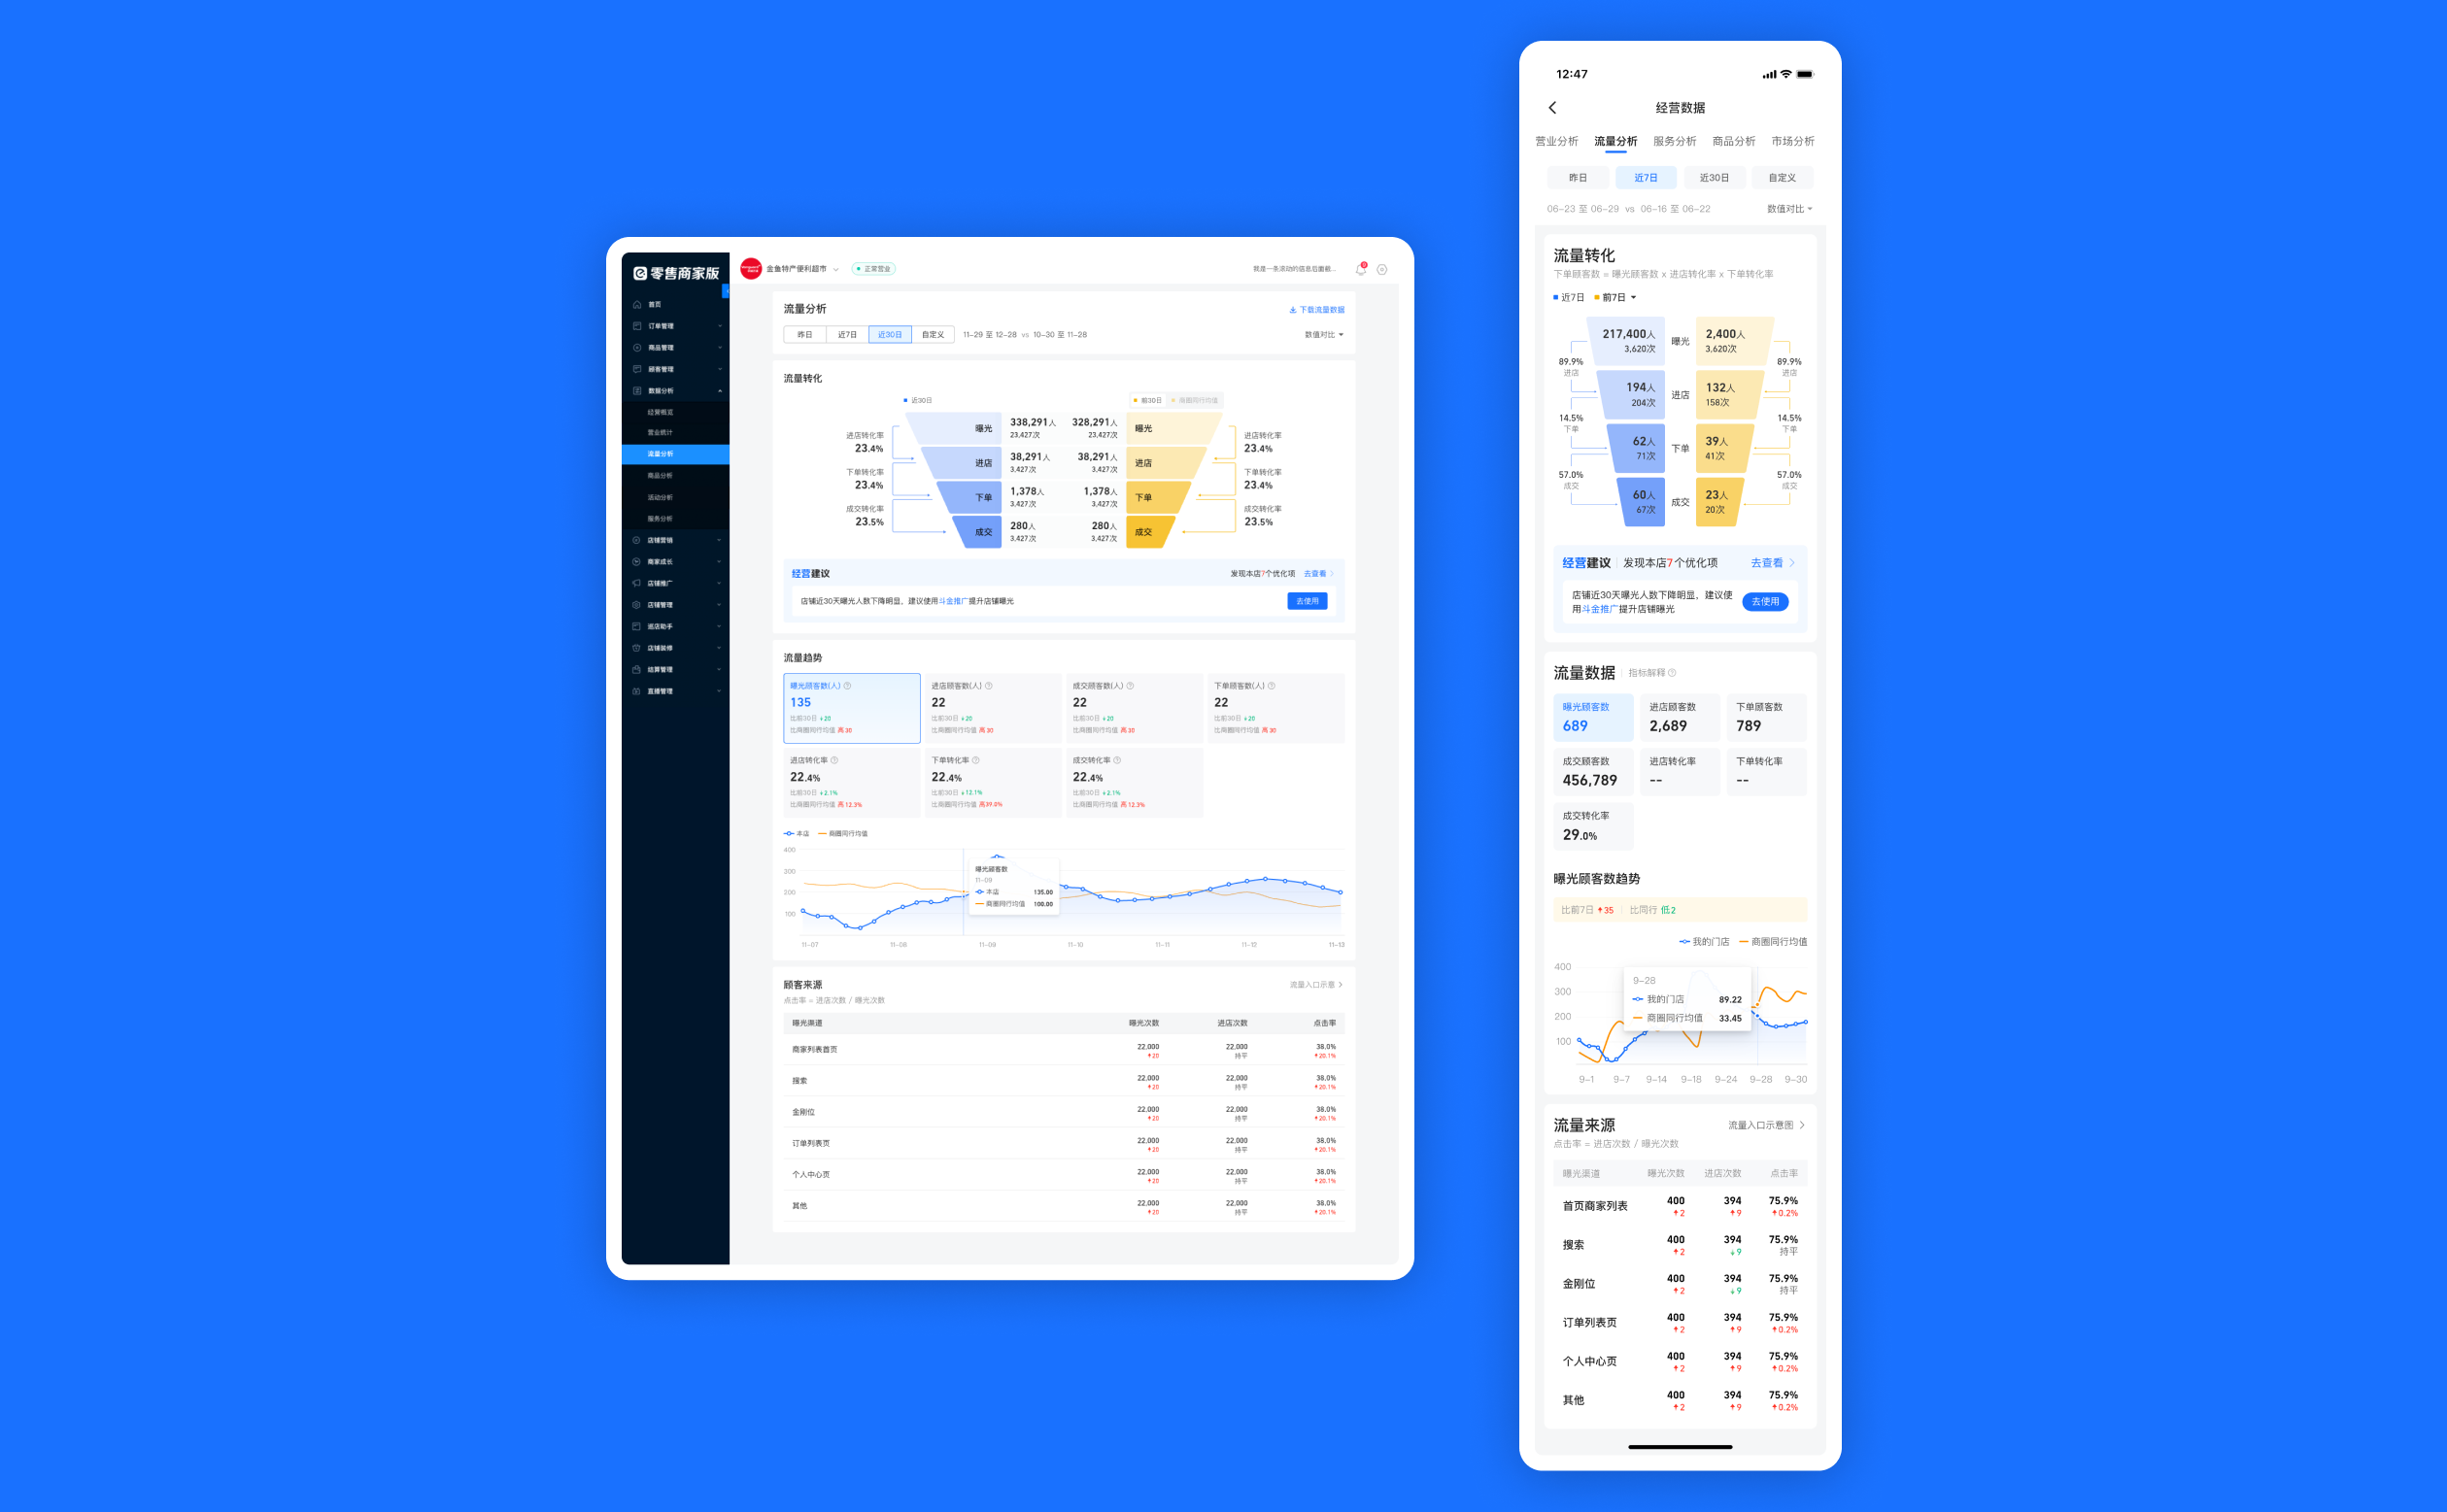 零售商家版
首页
订单管理
商品管理
顾客管理
数据分析
经营概览
营业统计
流量分析
商品分析
活动分析
服务分析
店铺营销
商家成长
店铺推广
店铺管理
巡店助手
店铺装修
结算管理
直播管理
金鱼特产便利超市 正常营业 我是一条滚动的信息后面截...
流量分析 下载流量数据
昨日 近7日 近30日 自定义 11-29 至 12-28 vs 10-30 至 11-28 数值对比
流量转化
近30日 前30日 商圈同行均值
曝光 338,291人 328,291人 曝光
23,427次 23,427次
进店转化率 进店转化率
23.4% 23.4%
进店 38,291人 38,291人 进店
3,427次 3,427次
下单转化率 下单转化率
23.4% 23.4%
下单 1,378人 1,378人 下单
3,427次 3,427次
成交转化率 成交转化率
23.5% 23.5%
成交 280人 280人 成交
3,427次 3,427次
经营建议 发现本店7个优化项 去查看
店铺近30天曝光人数下降明显，建议使用斗金推广提升店铺曝光 去使用
流量趋势
曝光顾客数(人) 进店顾客数(人) 成交顾客数(人) 下单顾客数(人)
135 22 22 22
比前30日 20 比前30日 20 比前30日 20 比前30日 20
比商圈同行均值 高30 比商圈同行均值 高30 比商圈同行均值 高30 比商圈同行均值 高30
进店转化率 下单转化率 成交转化率
22.4% 22.4% 22.4%
比前30日 2.1% 比前30日 12.1% 比前30日 2.1%
比商圈同行均值 高12.3% 比商圈同行均值 高39.0% 比商圈同行均值 高12.3%
本店 商圈同行均值
400
300
200
100
曝光顾客数
11-09
本店 135.00
商圈同行均值 100.00
11-07 11-08 11-09 11-10 11-11 11-12 11-13
顾客来源 流量入口示意
点击率 = 进店次数 / 曝光次数
曝光渠道 曝光次数 进店次数 点击率
商家列表首页 22,000 22,000 38.0%
20 持平 20.1%
搜索 22,000 22,000 38.0%
20 持平 20.1%
金刚位 22,000 22,000 38.0%
20 持平 20.1%
订单列表页 22,000 22,000 38.0%
20 持平 20.1%
个人中心页 22,000 22,000 38.0%
20 持平 20.1%
其他 22,000 22,000 38.0%
20 持平 20.1%
12:47
经营数据
营业分析 流量分析 服务分析 商品分析 市场分析
昨日 近7日 近30日 自定义
06-23 至 06-29 vs 06-16 至 06-22 数值对比
流量转化
下单顾客数 = 曝光顾客数 x 进店转化率 x 下单转化率
近7日 前7日
217,400人 曝光 2,400人
3,620次 3,620次
89.9% 89.9%
进店 进店
194人 进店 132人
204次 158次
14.5% 14.5%
下单 下单
62人 下单 39人
71次 41次
57.0% 57.0%
成交 成交
60人 成交 23人
67次 20次
经营建议 发现本店7个优化项 去查看
店铺近30天曝光人数下降明显，建议使
用斗金推广提升店铺曝光
去使用
流量数据 指标解释
曝光顾客数 进店顾客数 下单顾客数
689 2,689 789
成交顾客数 进店转化率 下单转化率
456,789 -- --
成交转化率
29.0%
曝光顾客数趋势
比前7日 35 比同行 低2
我的门店 商圈同行均值
400
300
200
100
9-28
我的门店 89.22
商圈同行均值 33.45
9-1 9-7 9-14 9-18 9-24 9-28 9-30
流量来源 流量入口示意图
点击率 = 进店次数 / 曝光次数
曝光渠道 曝光次数 进店次数 点击率
首页商家列表 400 394 75.9%
2 9 0.2%
搜索 400 394 75.9%
2 9 持平
金刚位 400 394 75.9%
2 9 持平
订单列表页 400 394 75.9%
2 9 0.2%
个人中心页 400 394 75.9%
2 9 0.2%
其他 400 394 75.9%
2 9 0.2%